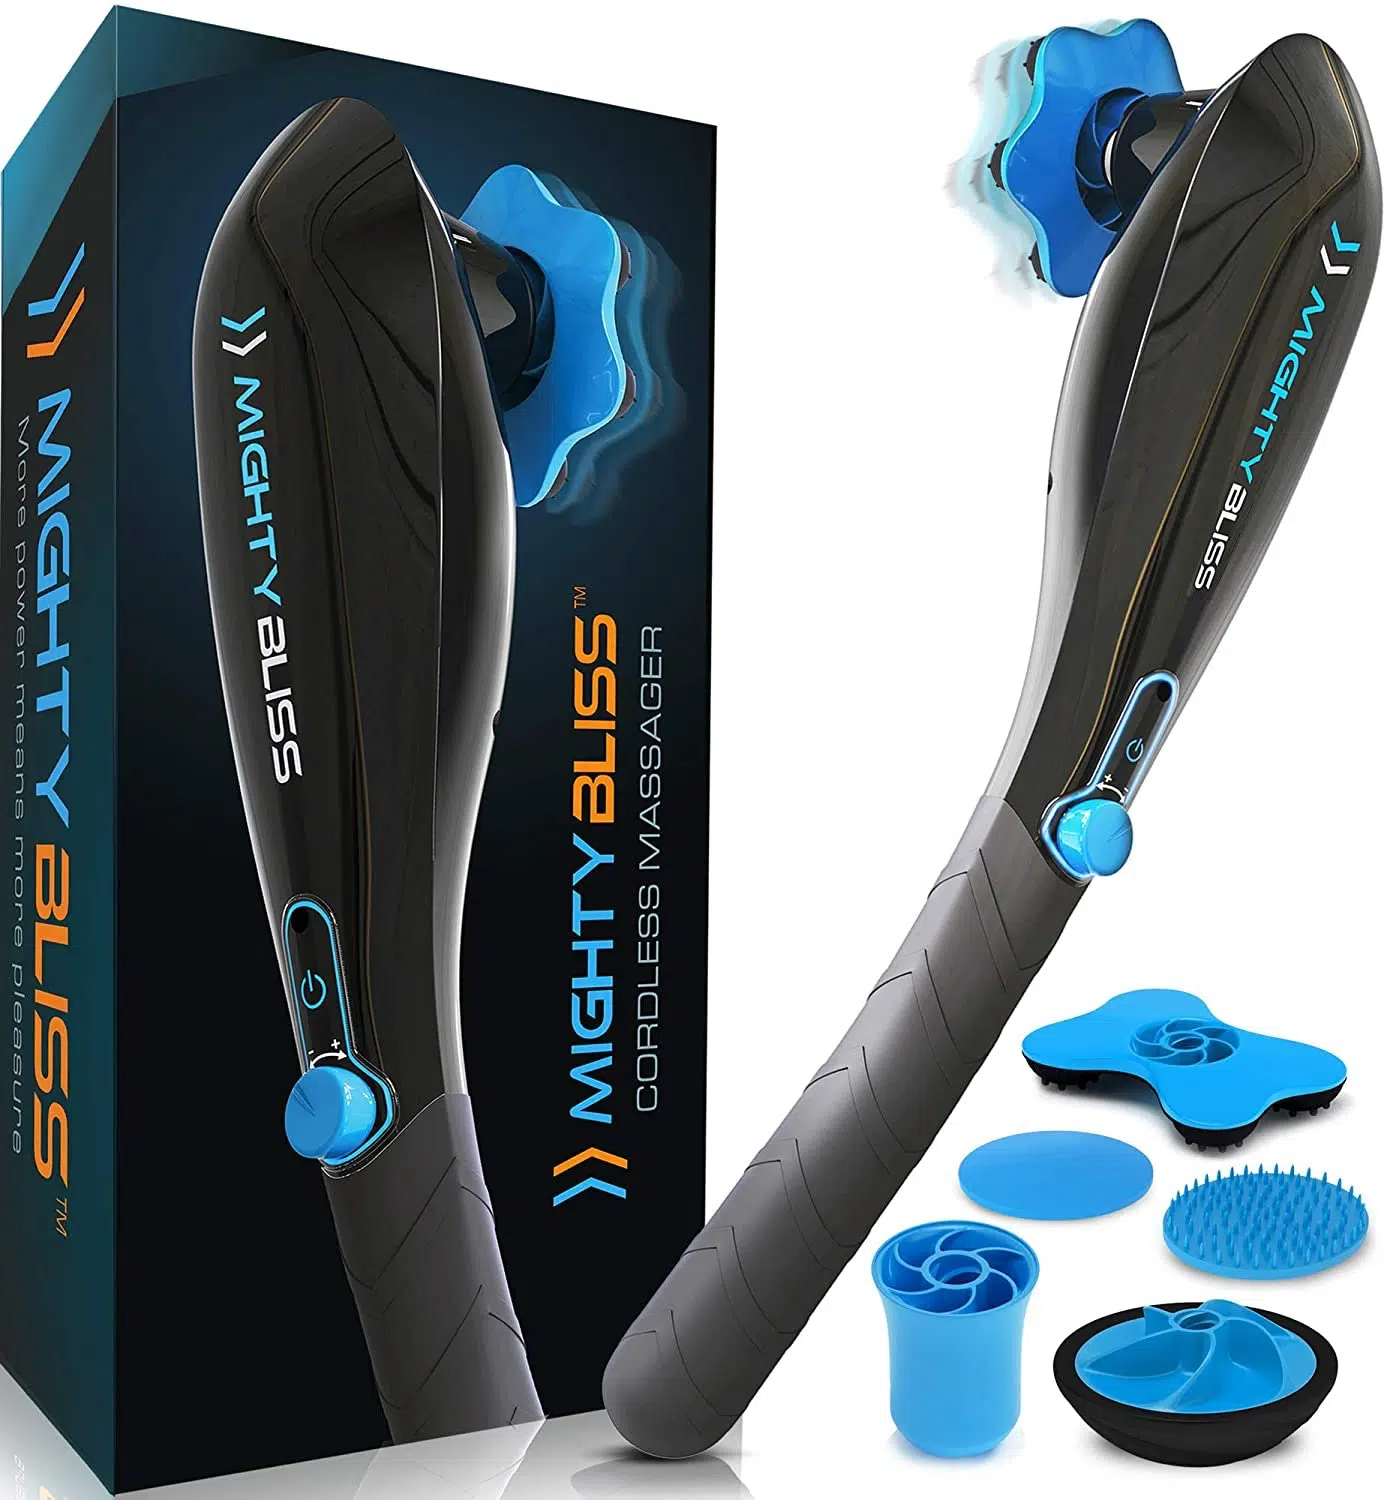 MIGHTY BLISS™
More power means more pleasure
MIGHTY BLISS
MIGHTY BLISS™
CORDLESS MASSAGER
- +
MIGHTY BLISS
+ -